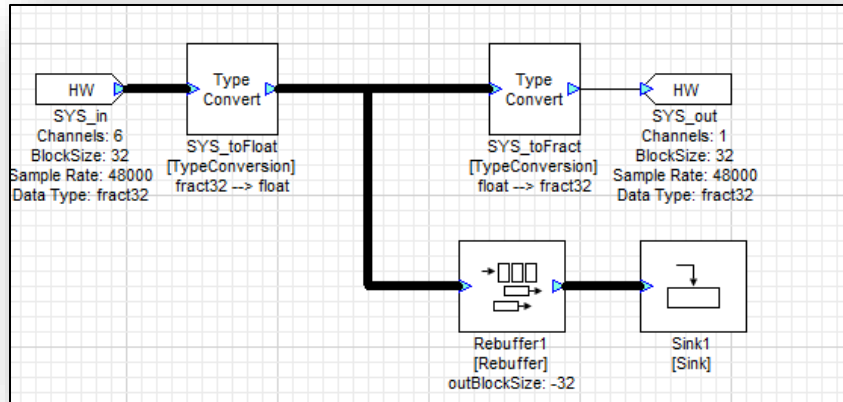 HW
SYS_in
Channels: 6
BlockSize: 32
Sample Rate: 48000
Data Type: fract32
Type
Convert
SYS_toFloat
[TypeConversion]
fract32 --> float
Type
Convert
SYS_toFract
[TypeConversion]
float --> fract32
HW
SYS_out
Channels: 1
BlockSize: 32
Sample Rate: 48000
Data Type: fract32
Rebuffer1
[Rebuffer]
outBlockSize: -32
Sink1
[Sink]